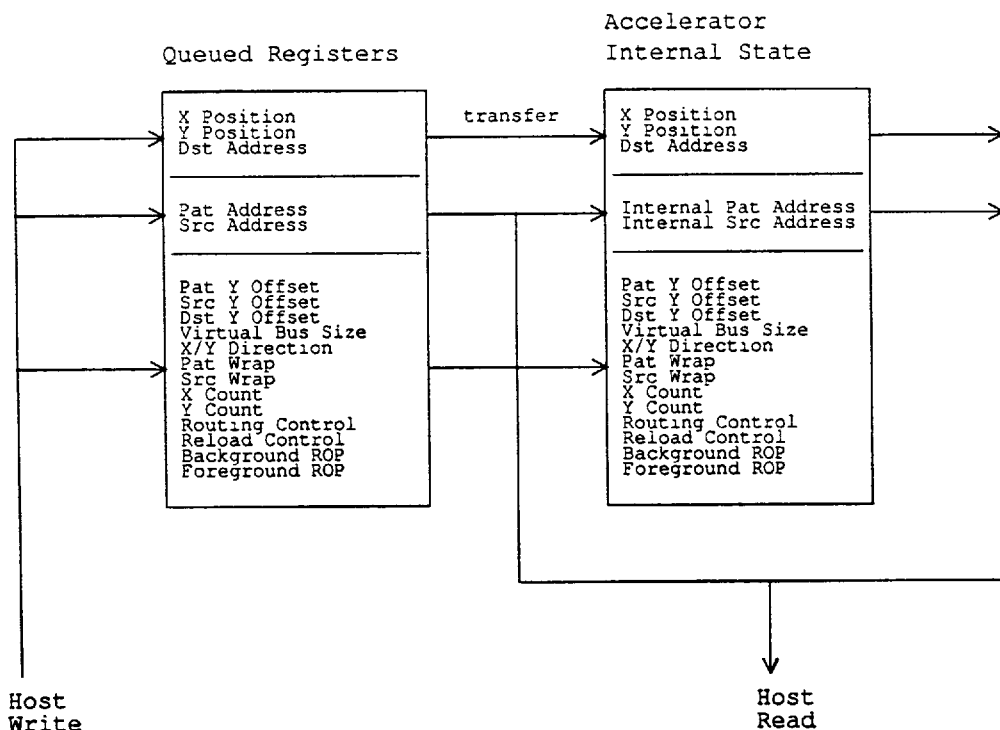 Accelerator
Queued Registers
Internal State
X Position
Y Position
Dst Address
Pat Address
Src Address
Pat Y Offset
Src Y Offset
Dst Y Offset
Virtual Bus Size
X/Y Direction
Pat Wrap
Src Wrap
X Count
Y Count
Routing Control
Reload Control
Background ROP
Foreground ROP
transfer
X Position
Y Position
Dst Address
Internal Pat Address
Internal Src Address
Pat Y Offset
Src Y Offset
Dst Y Offset
Virtual Bus Size
X/Y Direction
Pat Wrap
Src Wrap
X Count
Y Count
Routing Control
Reload Control
Background ROP
Foreground ROP
Host
Write
Host
Read